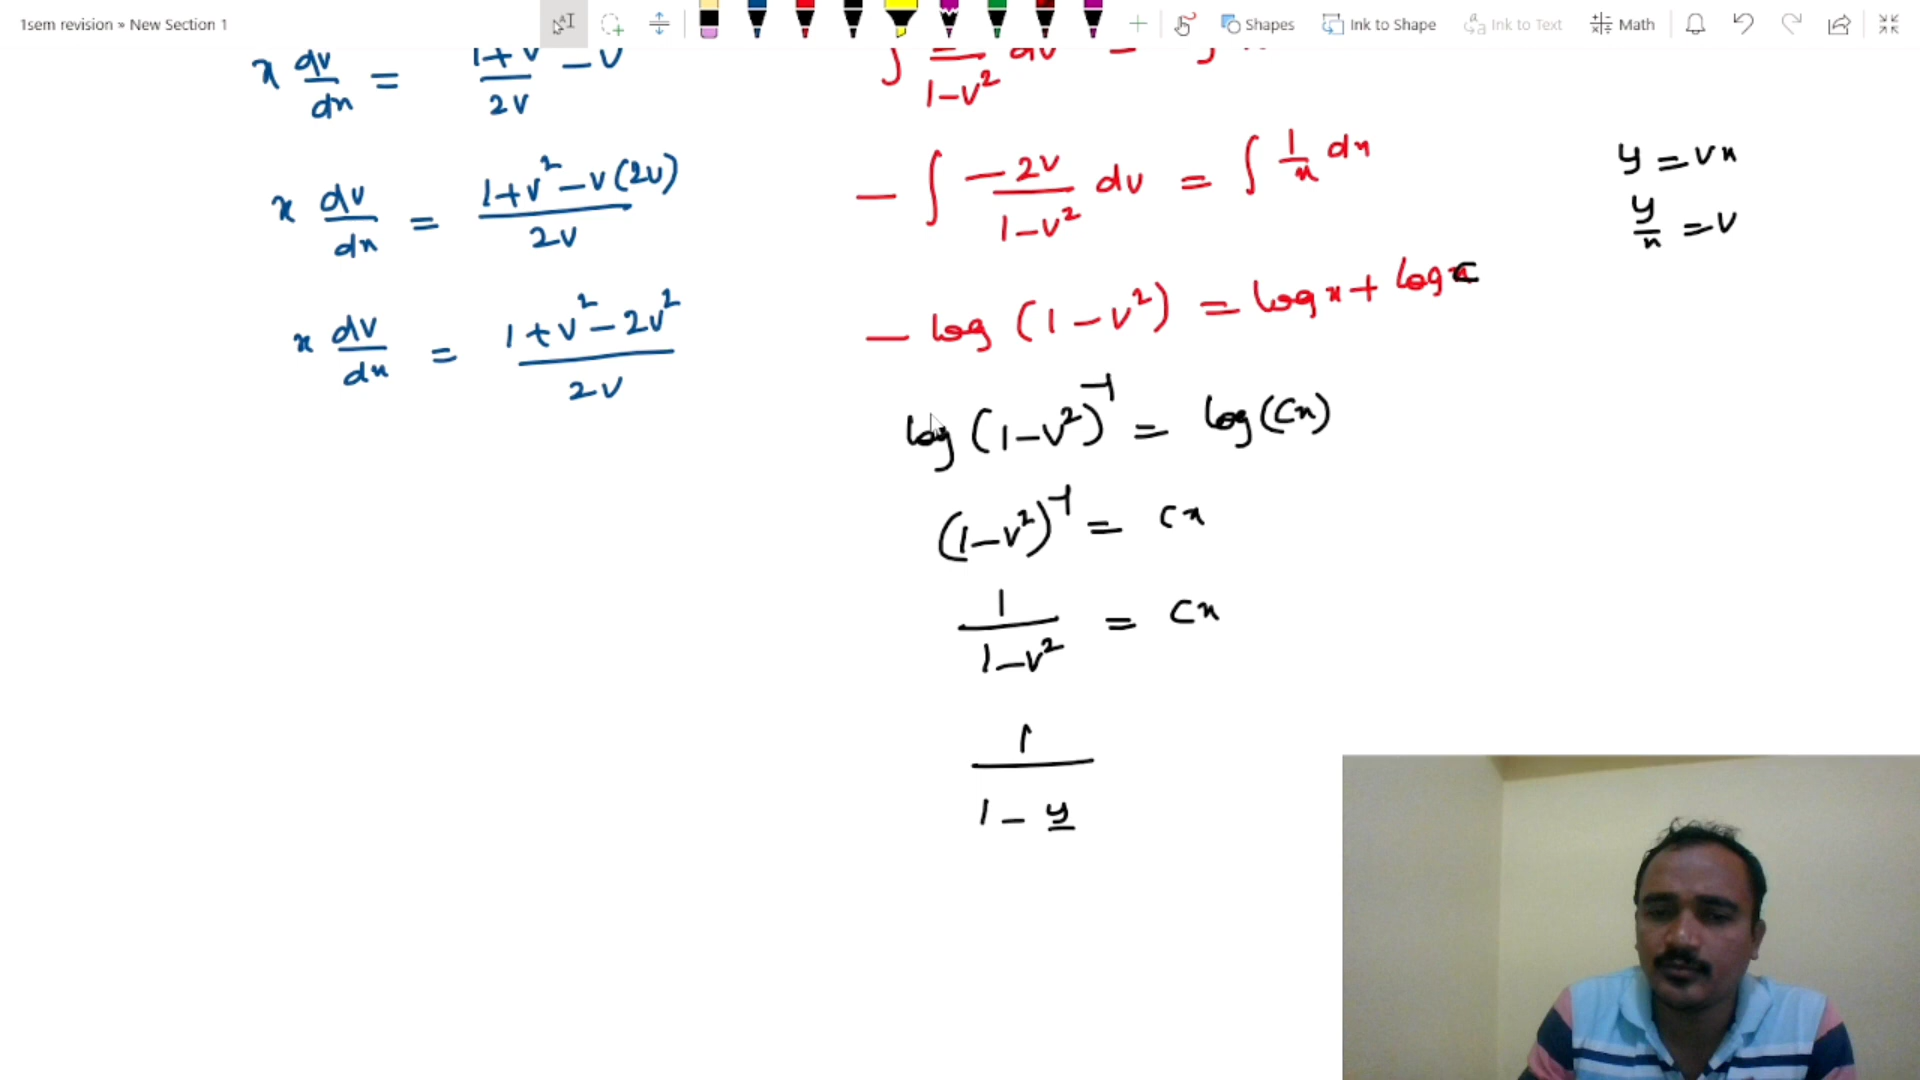 1sem revision » New Section 1
Shapes
Ink to Shape
Ink to Text
Math
x dv/dx = 1+v/2v − v
x dv/dx = 1+v² − v(2v)/2v
x dv/dx = 1+v² − 2v²/2v
1−v²
− ∫ −2v/1−v² dv = ∫ 1/x dx
− log (1−v²) = log x + log c
log (1−v²)⁻¹ = log(cx)
(1−v²)⁻¹ = cx
1/1−v² = cx
1/1 − y
y = vx
y/x = v